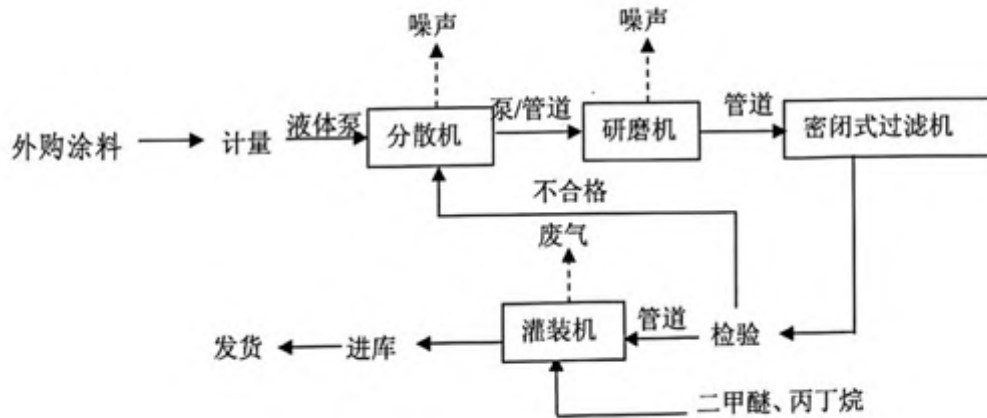 噪声
噪声
外购涂料
计量
液体泵
分散机
泵/管道
研磨机
管道
密闭式过滤机
不合格
废气
发货
进库
灌装机
管道
检验
二甲醚、丙丁烷